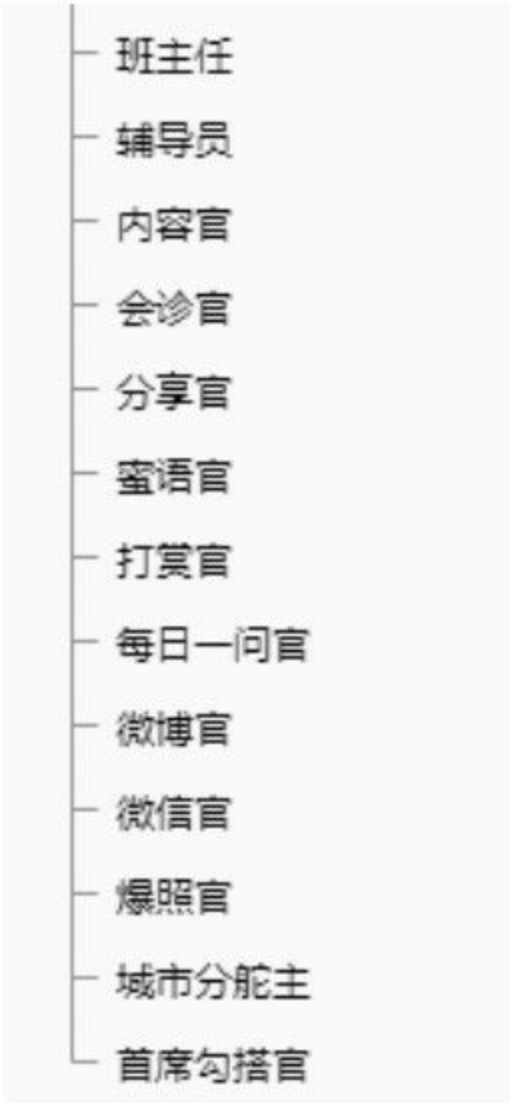 班主任
辅导员
内容官
会诊官
分享官
蜜语官
打赏官
每日一问官
微博官
微信官
爆照官
城市分舵主
首席勾搭官